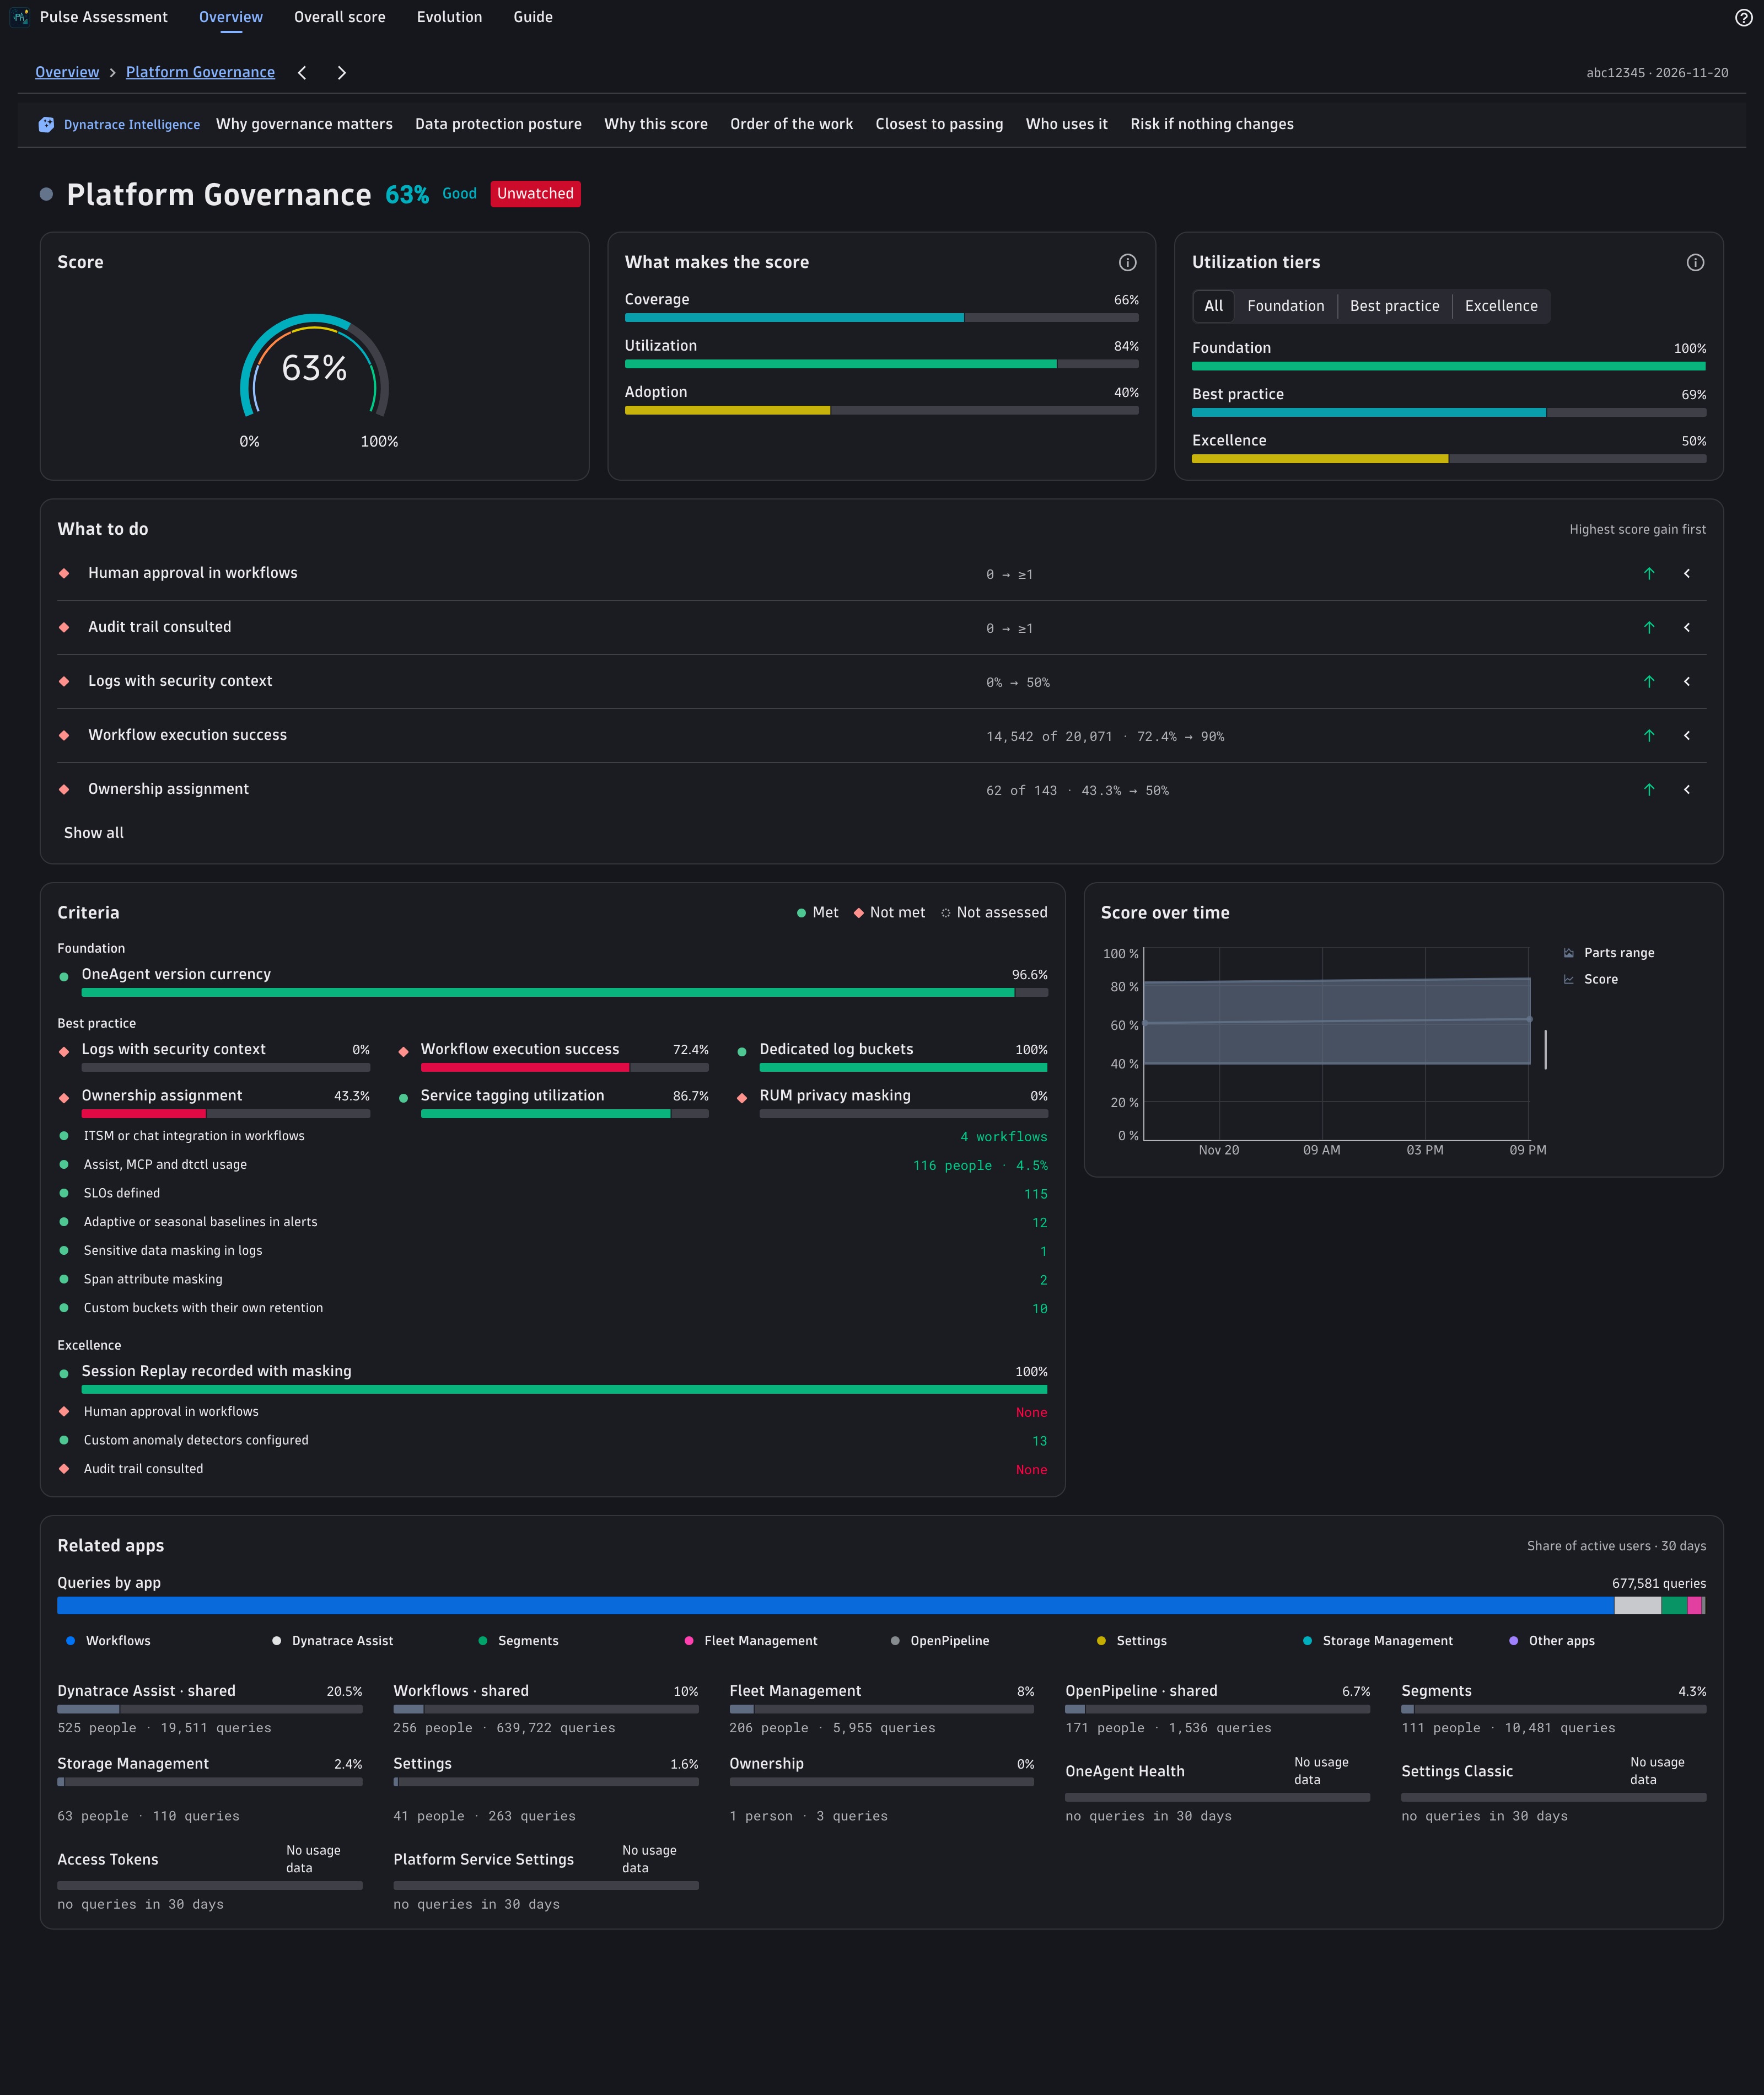 Pulse Assessment Overview Overall score Evolution Guide
Overview Platform Governance abc12345 · 2026-11-20
Dynatrace Intelligence Why governance matters Data protection posture Why this score Order of the work Closest to passing Who uses it Risk if nothing changes
Platform Governance 63% Good Unwatched
Score
63%
0% 100%
What makes the score
Coverage 66%
Utilization 84%
Adoption 40%
Utilization tiers
All Foundation Best practice Excellence
Foundation 100%
Best practice 69%
Excellence 50%
What to do Highest score gain first
Human approval in workflows 0 → ≥1
Audit trail consulted 0 → ≥1
Logs with security context 0% → 50%
Workflow execution success 14,542 of 20,071 · 72.4% → 90%
Ownership assignment 62 of 143 · 43.3% → 50%
Show all
Criteria Met Not met Not assessed
Foundation
OneAgent version currency 96.6%
Best practice
Logs with security context 0% Workflow execution success 72.4% Dedicated log buckets 100%
Ownership assignment 43.3% Service tagging utilization 86.7% RUM privacy masking 0%
ITSM or chat integration in workflows 4 workflows
Assist, MCP and dtctl usage 116 people · 4.5%
SLOs defined 115
Adaptive or seasonal baselines in alerts 12
Sensitive data masking in logs 1
Span attribute masking 2
Custom buckets with their own retention 10
Excellence
Session Replay recorded with masking 100%
Human approval in workflows None
Custom anomaly detectors configured 13
Audit trail consulted None
Score over time
100 %
80 %
60 %
40 %
20 %
0 %
Nov 20 09 AM 03 PM 09 PM
Parts range
Score
Related apps Share of active users · 30 days
Queries by app 677,581 queries
Workflows Dynatrace Assist Segments Fleet Management OpenPipeline Settings Storage Management Other apps
Dynatrace Assist · shared 20.5% Workflows · shared 10% Fleet Management 8% OpenPipeline · shared 6.7% Segments 4.3%
525 people · 19,511 queries 256 people · 639,722 queries 206 people · 5,955 queries 171 people · 1,536 queries 111 people · 10,481 queries
Storage Management 2.4% Settings 1.6% Ownership 0% OneAgent Health No usage data Settings Classic No usage data
63 people · 110 queries 41 people · 263 queries 1 person · 3 queries no queries in 30 days no queries in 30 days
Access Tokens No usage data Platform Service Settings No usage data
no queries in 30 days no queries in 30 days